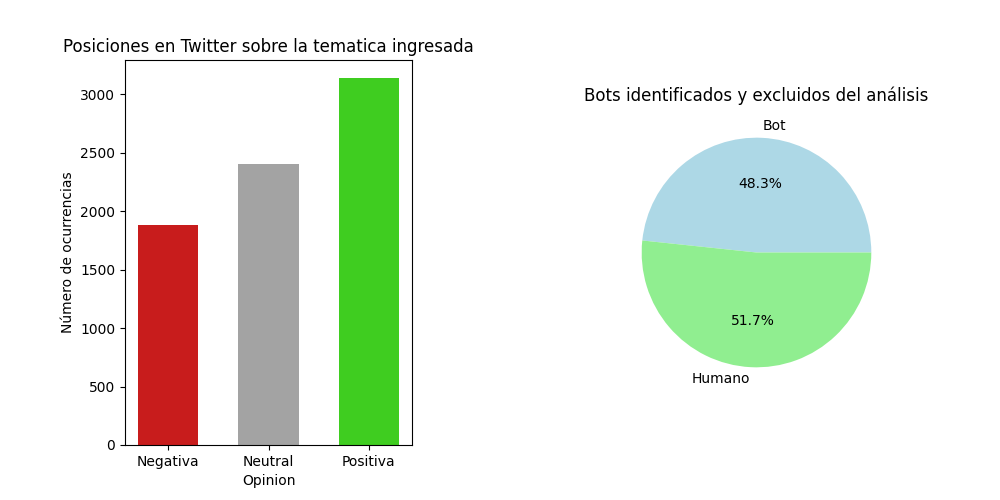 Posiciones en Twitter sobre la tematica ingresada
Número de ocurrencias
3000
2500
2000
1500
1000
500
0
Negativa
Neutral
Positiva
Opinion
Bots identificados y excluidos del análisis
Bot
48.3%
51.7%
Humano